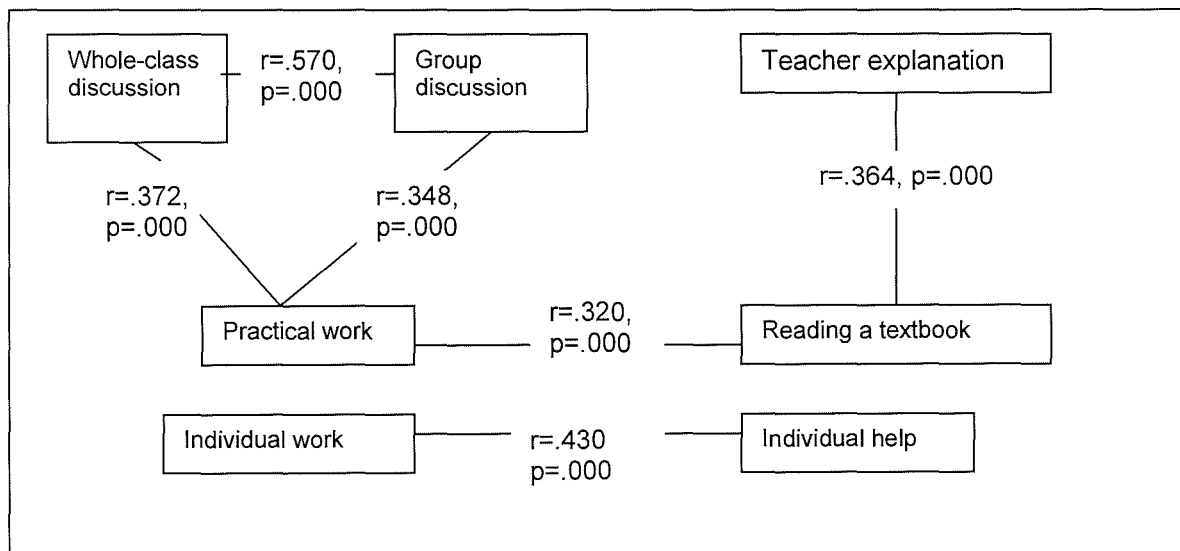 Whole-class
discussion
r=.570,
p=.000
Group
discussion
Teacher explanation
r=.372,
p=.000
r=.348,
p=.000
r=.364, p=.000
Practical work
r=.320,
p=.000
Reading a textbook
Individual work
r=.430
p=.000
Individual help